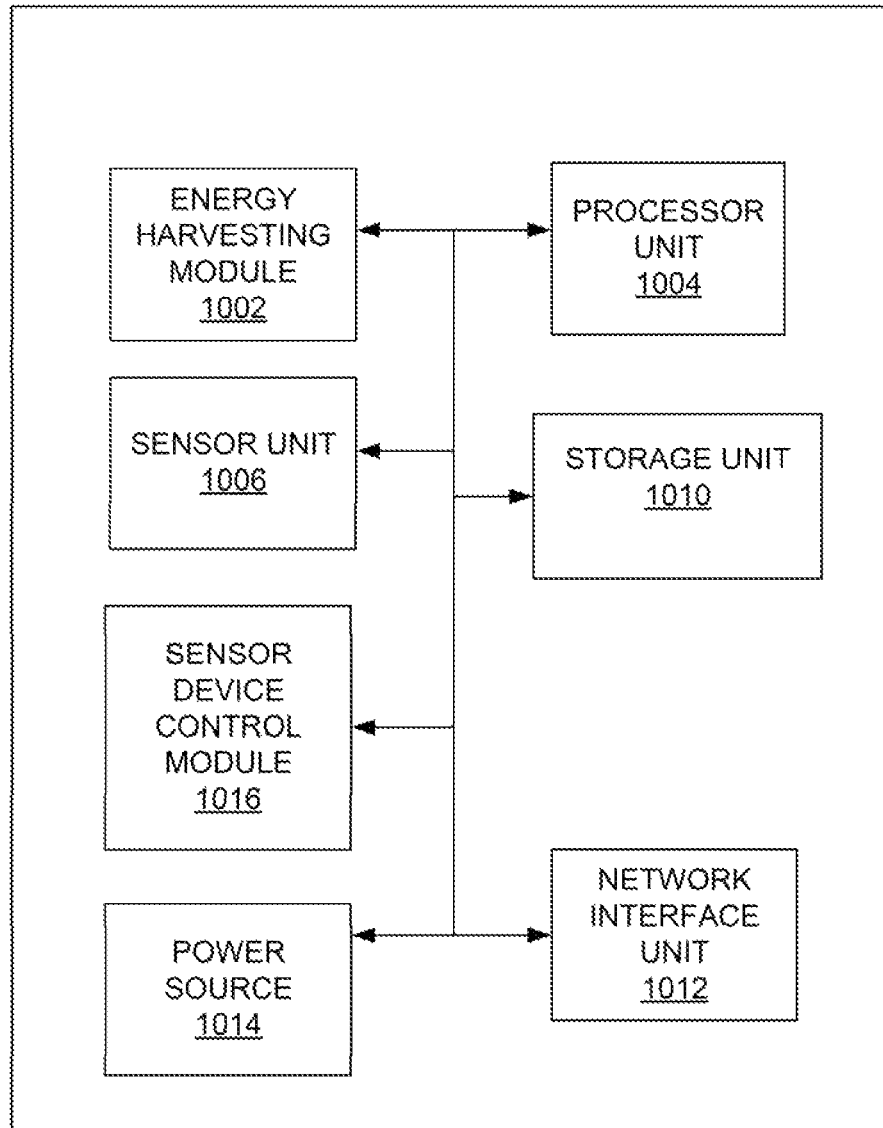 ENERGY
HARVESTING
MODULE
1002
PROCESSOR
UNIT
1004
SENSOR UNIT
1006
STORAGE UNIT
1010
SENSOR
DEVICE
CONTROL
MODULE
1016
NETWORK
INTERFACE
UNIT
1012
POWER
SOURCE
1014